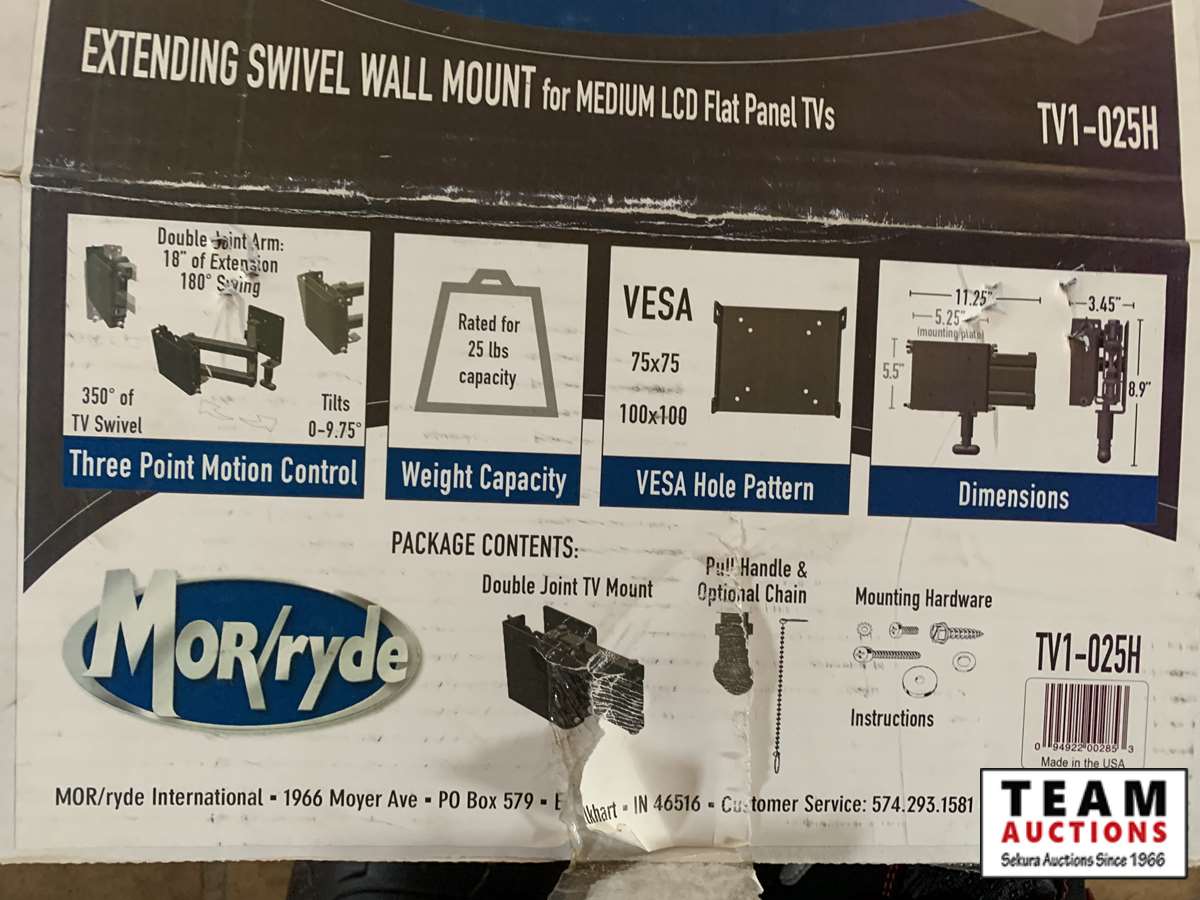 EXTENDING SWIVEL WALL MOUNT for MEDIUM LCD Flat Panel TVs
TV1-025H
Double Joint Arm:
18" of Extension
180° Swing
350° of
TV Swivel
Tilts
0-9.75°
Three Point Motion Control
Rated for
25 lbs
capacity
Weight Capacity
VESA
75x75
100x100
VESA Hole Pattern
11.25"
5.25"
(mounting plate)
5.5"
3.45"
8.9"
Dimensions
PACKAGE CONTENTS:
Double Joint TV Mount
Pull Handle &
Optional Chain
Mounting Hardware
Instructions
MOR/ryde
TV1-025H
0 94922 00285 3
Made in the USA
MOR/ryde International ▪ 1966 Moyer Ave ▪ PO Box 579 ▪ Elkhart ▪ IN 46516 ▪ Customer Service: 574.293.1581
TEAM
AUCTIONS
Sekura Auctions Since 1966